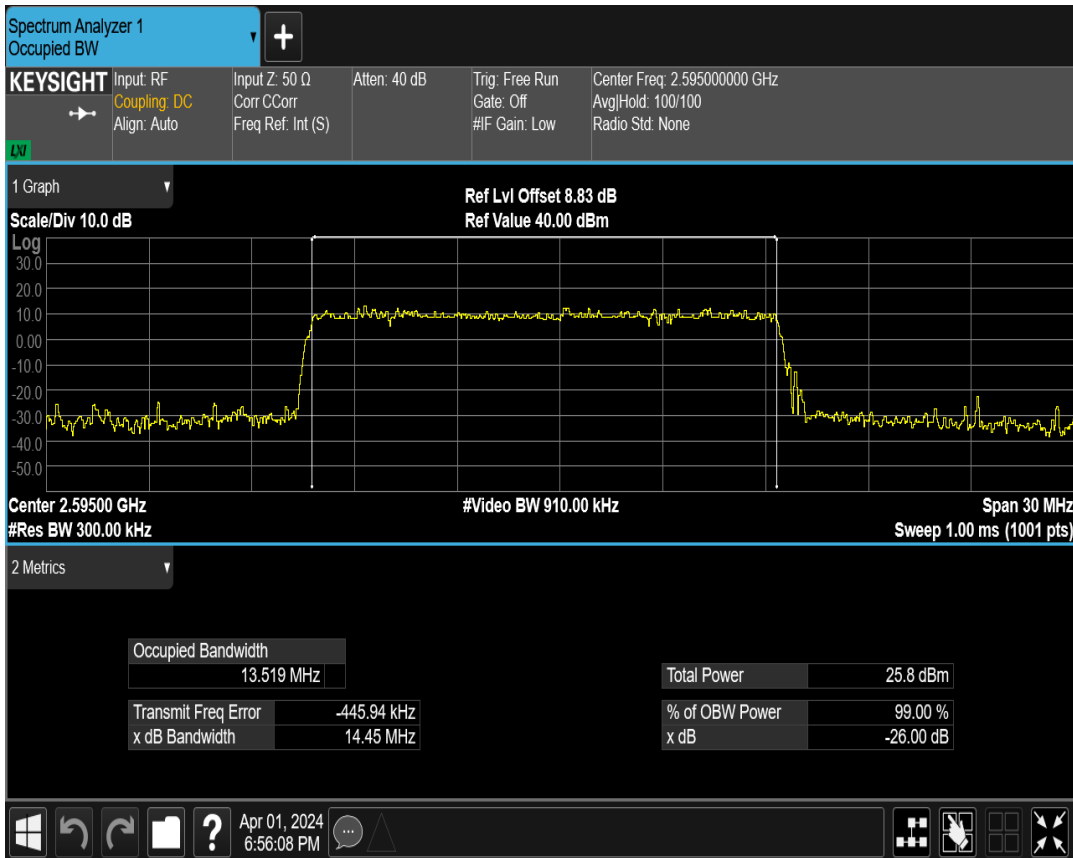 Spectrum Analyzer 1
Occupied BW
+
KEYSIGHT Input: RF Input Z: 50 Ω Atten: 40 dB Trig: Free Run Center Freq: 2.595000000 GHz
Coupling: DC Corr CCorr Gate: Off Avg|Hold: 100/100
Align: Auto Freq Ref: Int (S) #IF Gain: Low Radio Std: None
LXI
1 Graph
Ref Lvl Offset 8.83 dB
Scale/Div 10.0 dB Ref Value 40.00 dBm
Log
30.0
20.0
10.0
0.00
-10.0
-20.0
-30.0
-40.0
-50.0
Center 2.59500 GHz #Video BW 910.00 kHz Span 30 MHz
#Res BW 300.00 kHz Sweep 1.00 ms (1001 pts)
2 Metrics
Occupied Bandwidth
13.519 MHz Total Power 25.8 dBm
Transmit Freq Error -445.94 kHz % of OBW Power 99.00 %
x dB Bandwidth 14.45 MHz x dB -26.00 dB
? Apr 01, 2024
6:56:08 PM